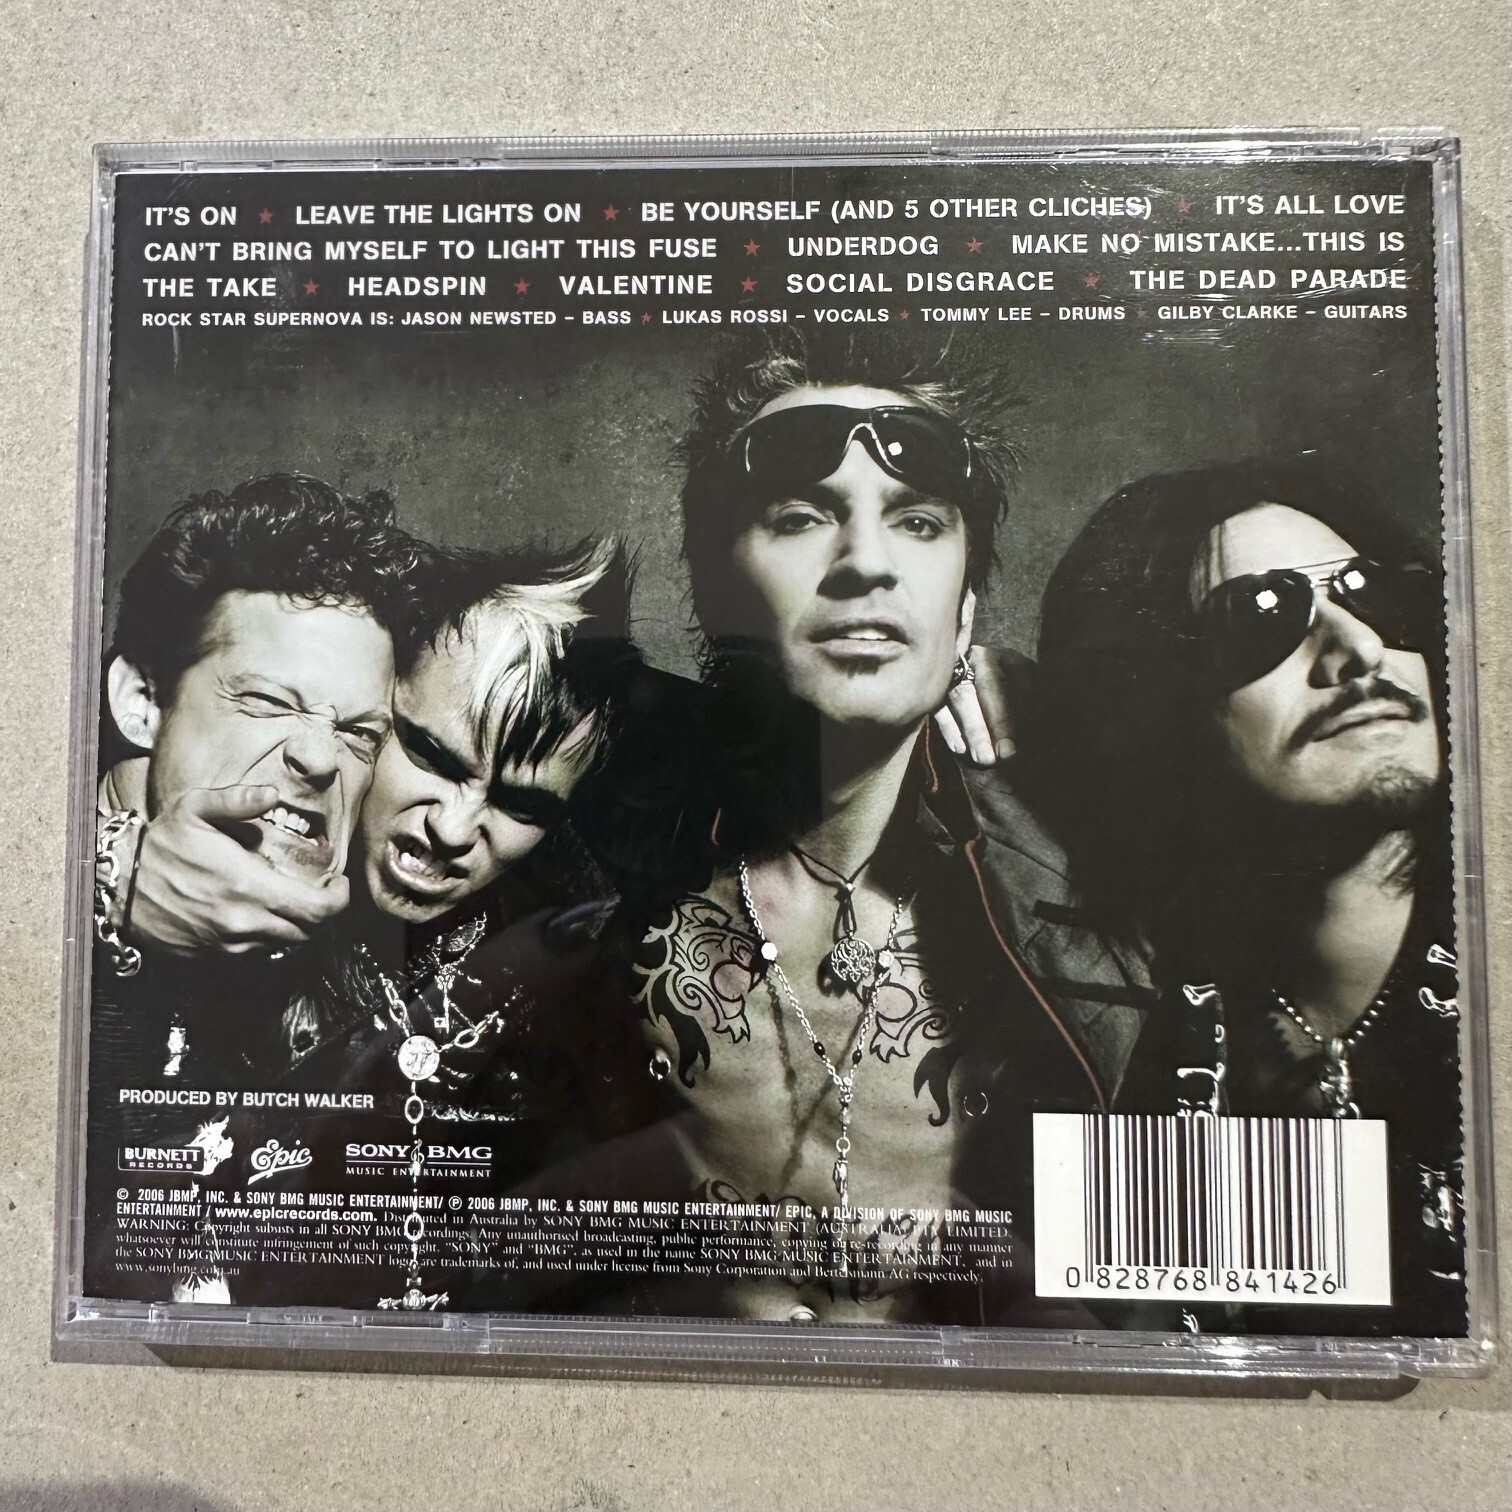 IT'S ON ★ LEAVE THE LIGHTS ON ★ BE YOURSELF (AND 5 OTHER CLICHES) ★ IT'S ALL LOVE
CAN'T BRING MYSELF TO LIGHT THIS FUSE ★ UNDERDOG ★ MAKE NO MISTAKE...THIS IS
THE TAKE ★ HEADSPIN ★ VALENTINE ★ SOCIAL DISGRACE ★ THE DEAD PARADE
ROCK STAR SUPERNOVA IS: JASON NEWSTED – BASS ★ LUKAS ROSSI – VOCALS ★ TOMMY LEE – DRUMS ★ GILBY CLARKE – GUITARS
PRODUCED BY BUTCH WALKER
BURNETT
RECORDS
Epic
SONY BMG
MUSIC ENTERTAINMENT
© 2006 JBMP, INC. & SONY BMG MUSIC ENTERTAINMENT/ ℗ 2006 JBMP, INC. & SONY BMG MUSIC ENTERTAINMENT/ EPIC, A DIVISION OF SONY BMG MUSIC
ENTERTAINMENT / www.epicrecords.com. Distributed in Australia by SONY BMG MUSIC ENTERTAINMENT (AUSTRALIA) PTY LIMITED.
WARNING: Copyright subsists in all SONY BMG recordings. Any unauthorised broadcasting, public performance, copying or re-recording in any manner
whatsoever will constitute infringement of such copyright. "SONY" and "BMG", as used in the name SONY BMG MUSIC ENTERTAINMENT, and in
the SONY BMG MUSIC ENTERTAINMENT logo, are trademarks of, and used under license from Sony Corporation and Bertelsmann AG respectively.
www.sonybmg.com.au
0 828768 841426